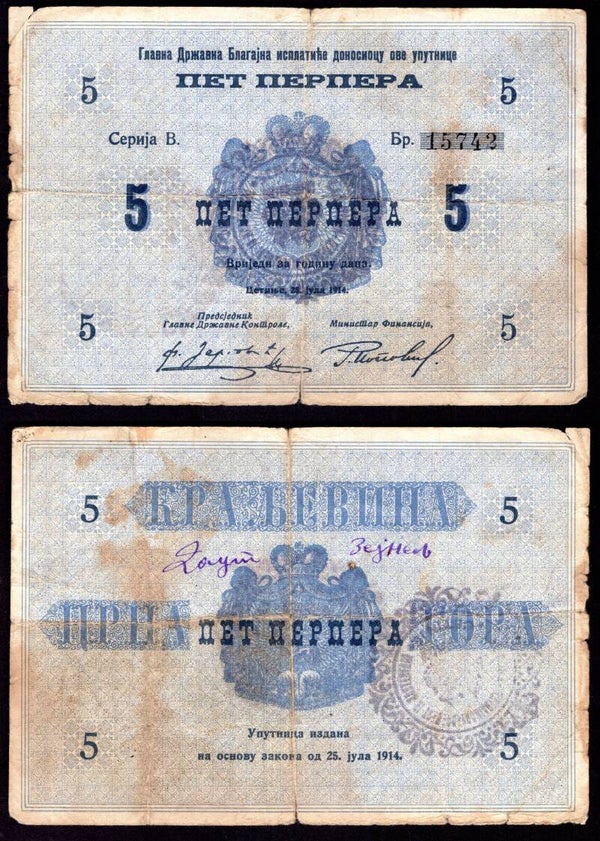 Главна Државна Благајна исплатиће доносиоцу ове упутнице
ПЕТ ПЕРПЕРА
5 5
Серија В. Бр. 15742
5 ПЕТ ПЕРПЕРА 5
Вриједи за годину дана.
Цетиње, 25. јула 1914.
Предсједник
Главне Државне Контроле, Министар Финансија,
5 5
5 КРАЉЕВИНА 5
Зејнел
ЦРНА ПЕТ ПЕРПЕРА ГОРА
Упутница издана
5 на основу закона од 25. јула 1914. 5